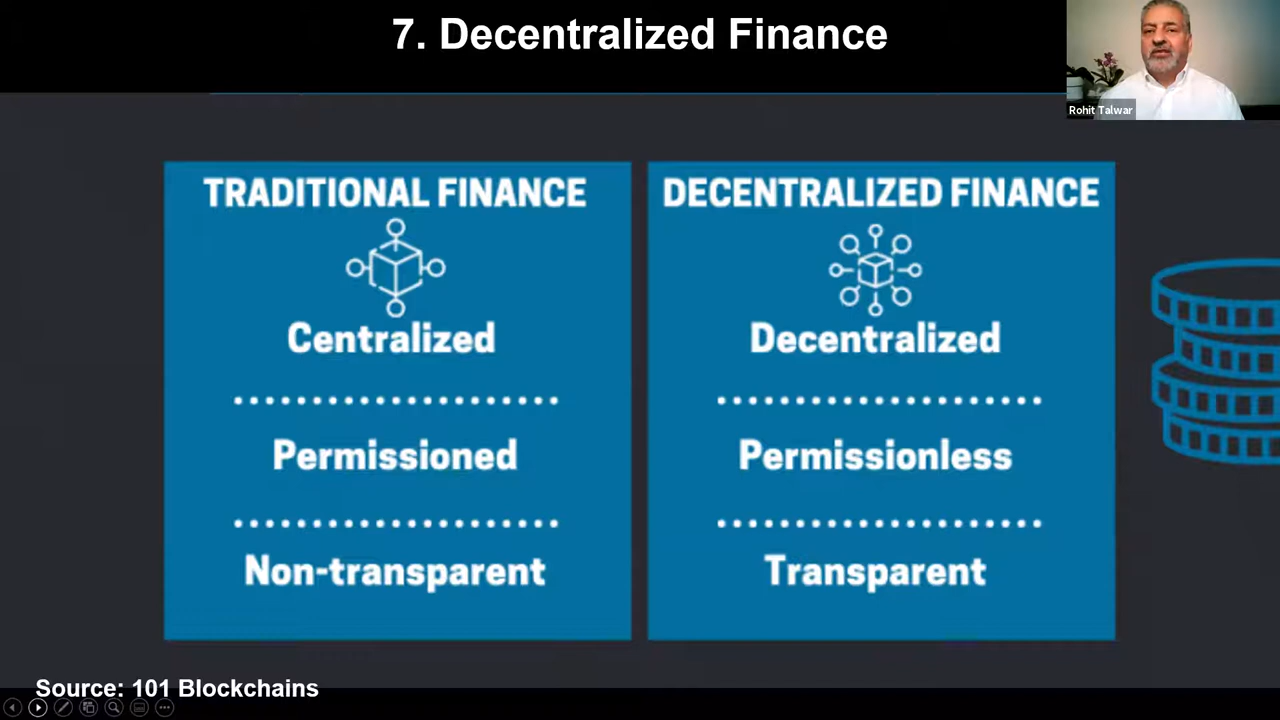 7. Decentralized Finance
Rohit Talwar
TRADITIONAL FINANCE
Centralized
Permissioned
Non-transparent
DECENTRALIZED FINANCE
Decentralized
Permissionless
Transparent
Source: 101 Blockchains